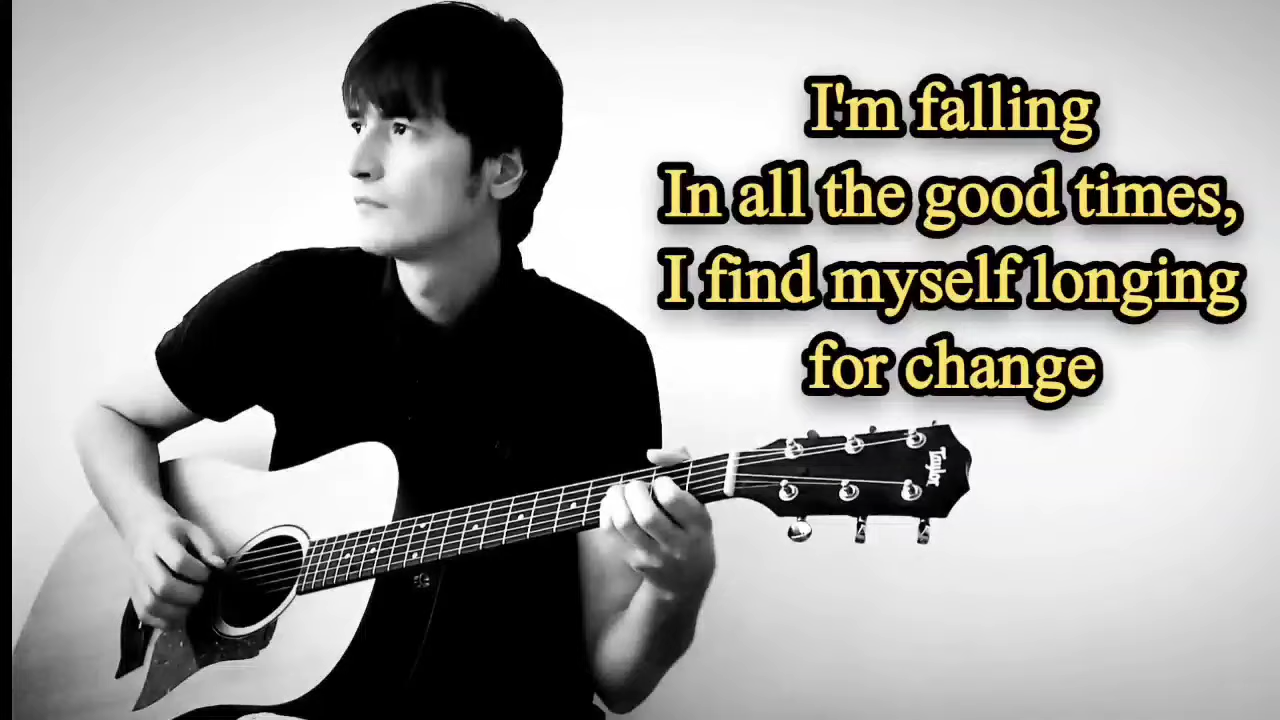 I'm falling
In all the good times,
I find myself longing
for change
Taylor